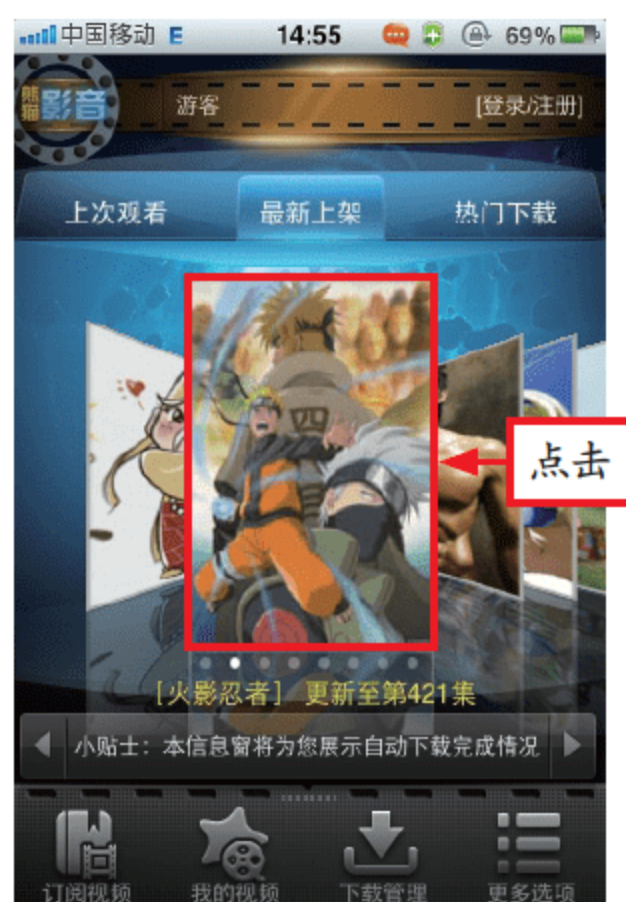 中国移动 E 14:55 69%
熊猫影音 游客 [登录/注册]
上次观看 最新上架 热门下载
四
点击
[火影忍者] 更新至第421集
小贴士：本信息窗将为您展示自动下载完成情况
订阅视频 我的视频 下载管理 更多选项